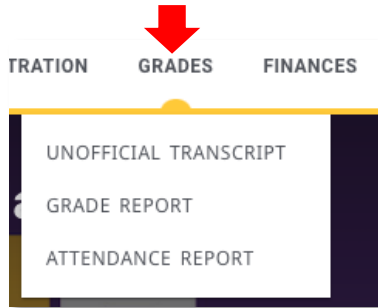 TRATION GRADES FINANCES
UNOFFICIAL TRANSCRIPT
GRADE REPORT
ATTENDANCE REPORT